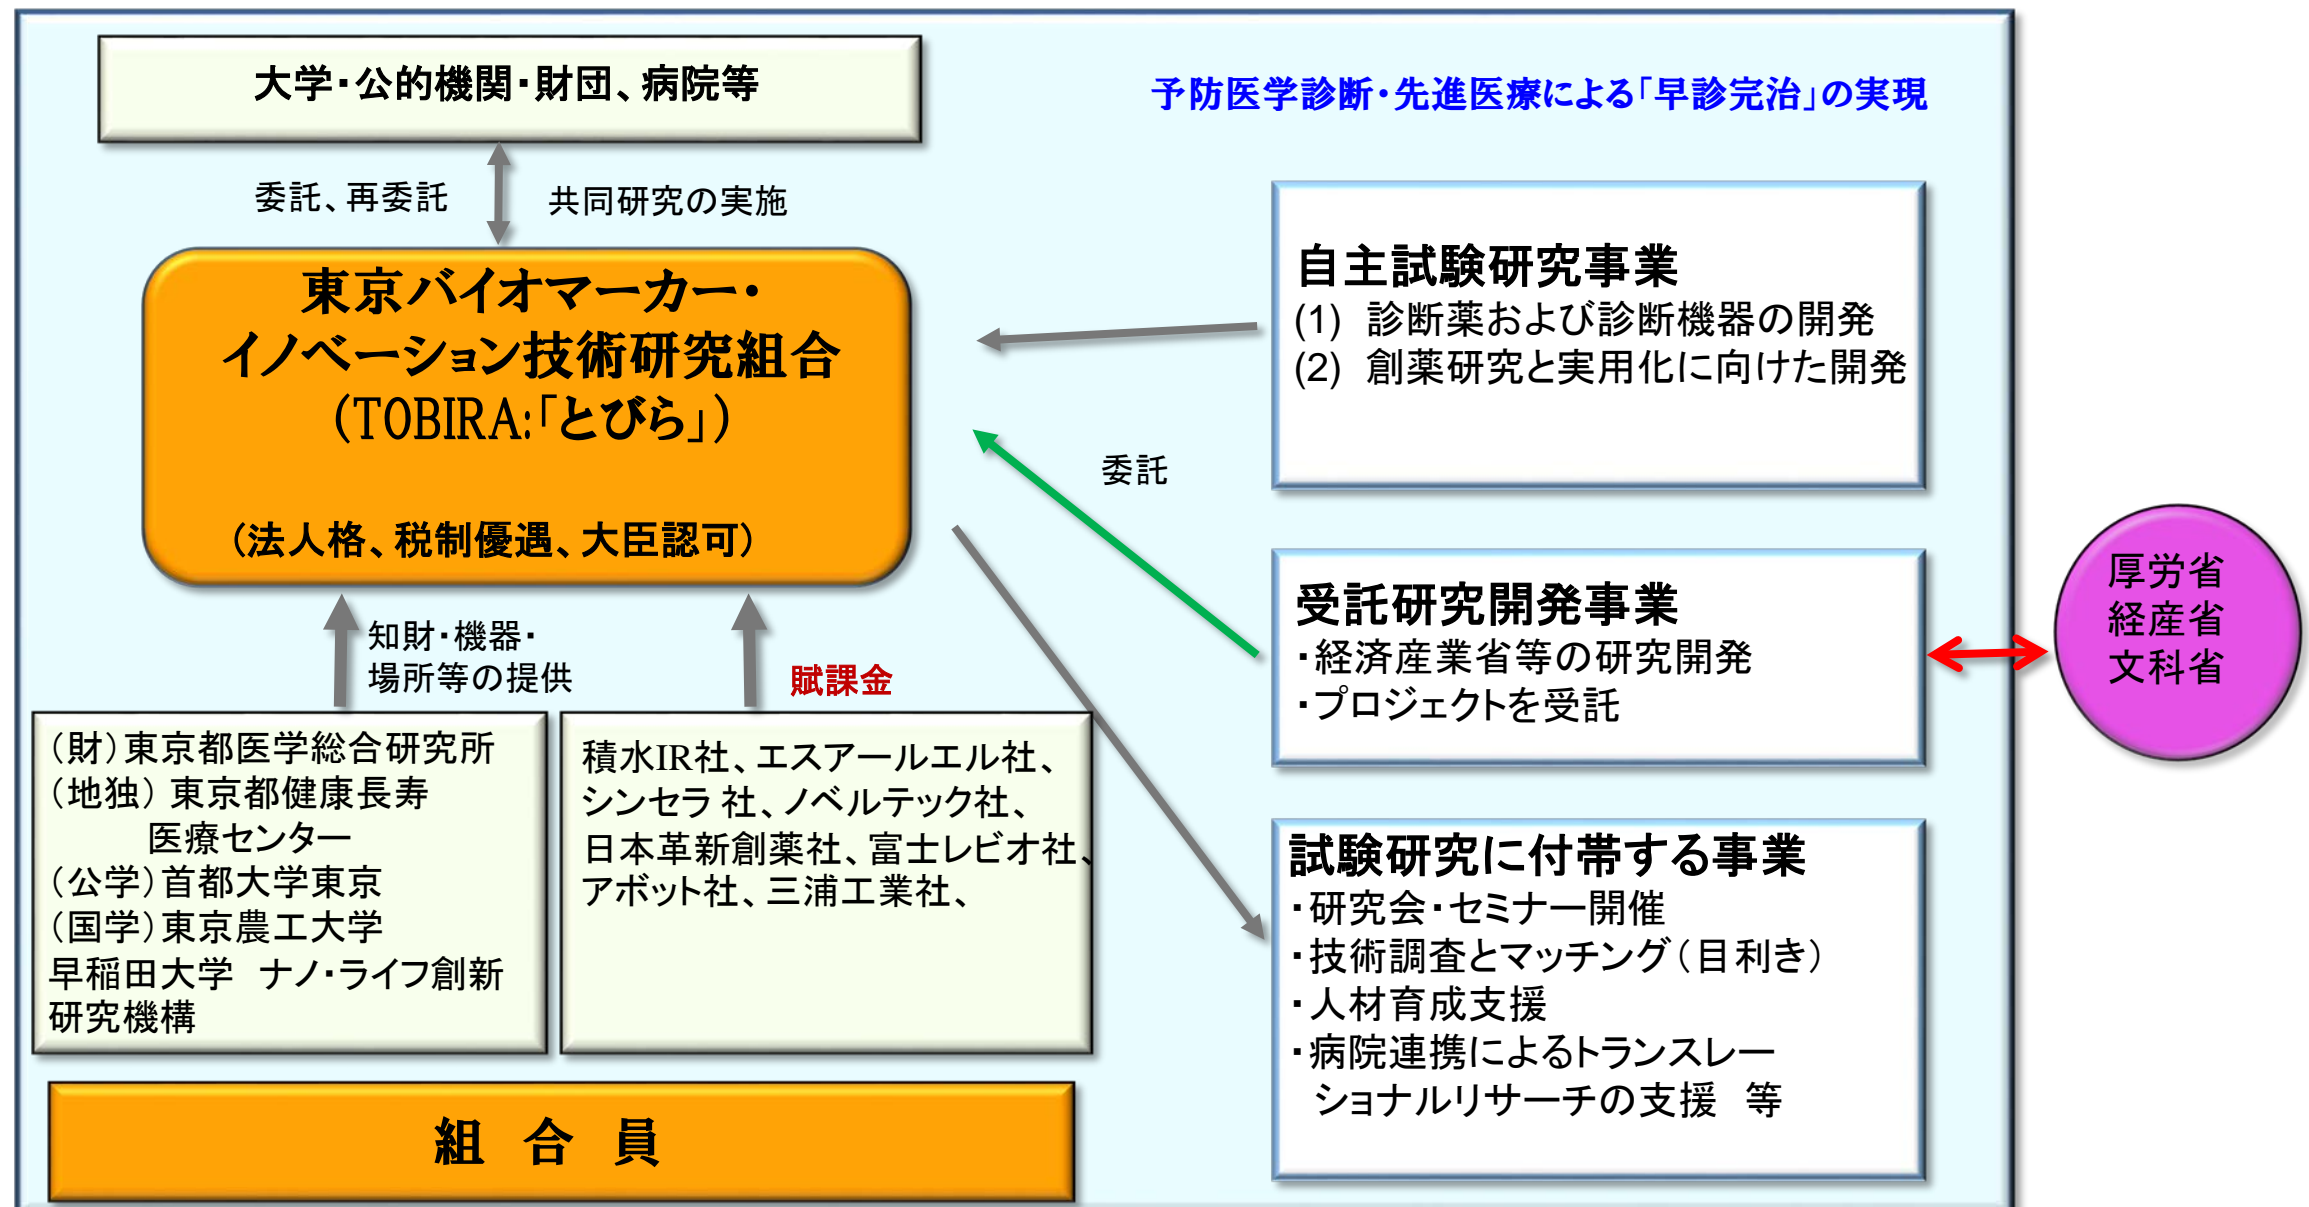 大学・公的機関・財団、病院等
予防医学診断・先進医療による「早診完治」の実現
委託、再委託
共同研究の実施
東京バイオマーカー・
イノベーション技術研究組合
(TOBIRA:「とびら」)
(法人格、税制優遇、大臣認可)
知財・機器・
場所等の提供
賦課金
(財)東京都医学総合研究所
(地独) 東京都健康長寿
医療センター
(公学)首都大学東京
(国学)東京農工大学
早稲田大学　ナノ・ライフ創新
研究機構
積水IR社、エスアールエル社、
シンセラ 社、ノベルテック社、
日本革新創薬社、富士レビオ社、
アボット社、三浦工業社、
組　合　員
自主試験研究事業
(1) 診断薬および診断機器の開発
(2) 創薬研究と実用化に向けた開発
委託
受託研究開発事業
・経済産業省等の研究開発
・プロジェクトを受託
試験研究に付帯する事業
・研究会・セミナー開催
・技術調査とマッチング(目利き)
・人材育成支援
・病院連携によるトランスレー
ショナルリサーチの支援　等
厚労省
経産省
文科省